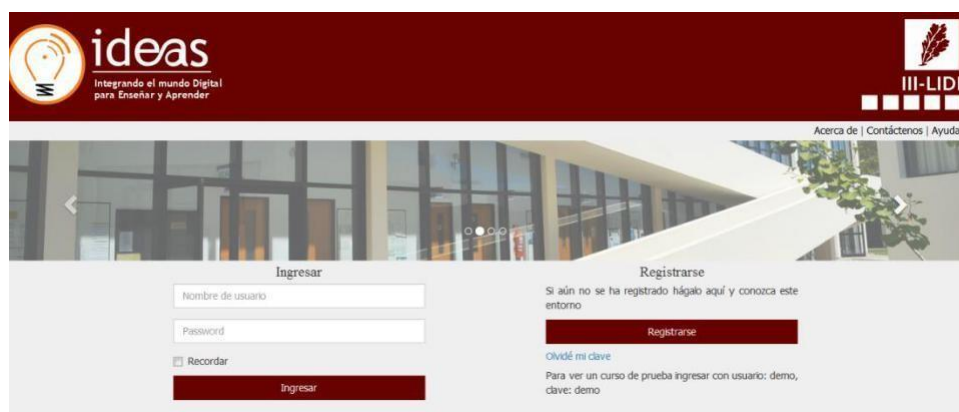 ideas
Integrando el mundo Digital
para Enseñar y Aprender
III-LIDI
Acerca de | Contáctenos | Ayuda
Ingresar
Nombre de usuario
Password
Recordar
Ingresar
Registrarse
Si aún no se ha registrado hágalo aquí y conozca este
entorno
Registrarse
Olvidé mi clave
Para ver un curso de prueba ingresar con usuario: demo,
clave: demo